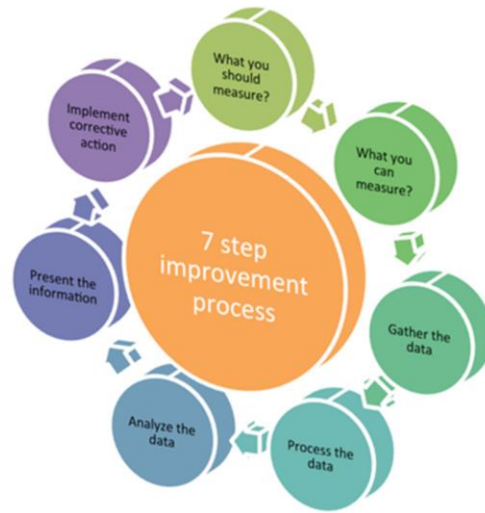 What you
should
measure?
What you
can
measure?
Gather the
data
Process the
data
Analyze the
data
Present the
information
Implement
corrective
action
7 step
improvement
process